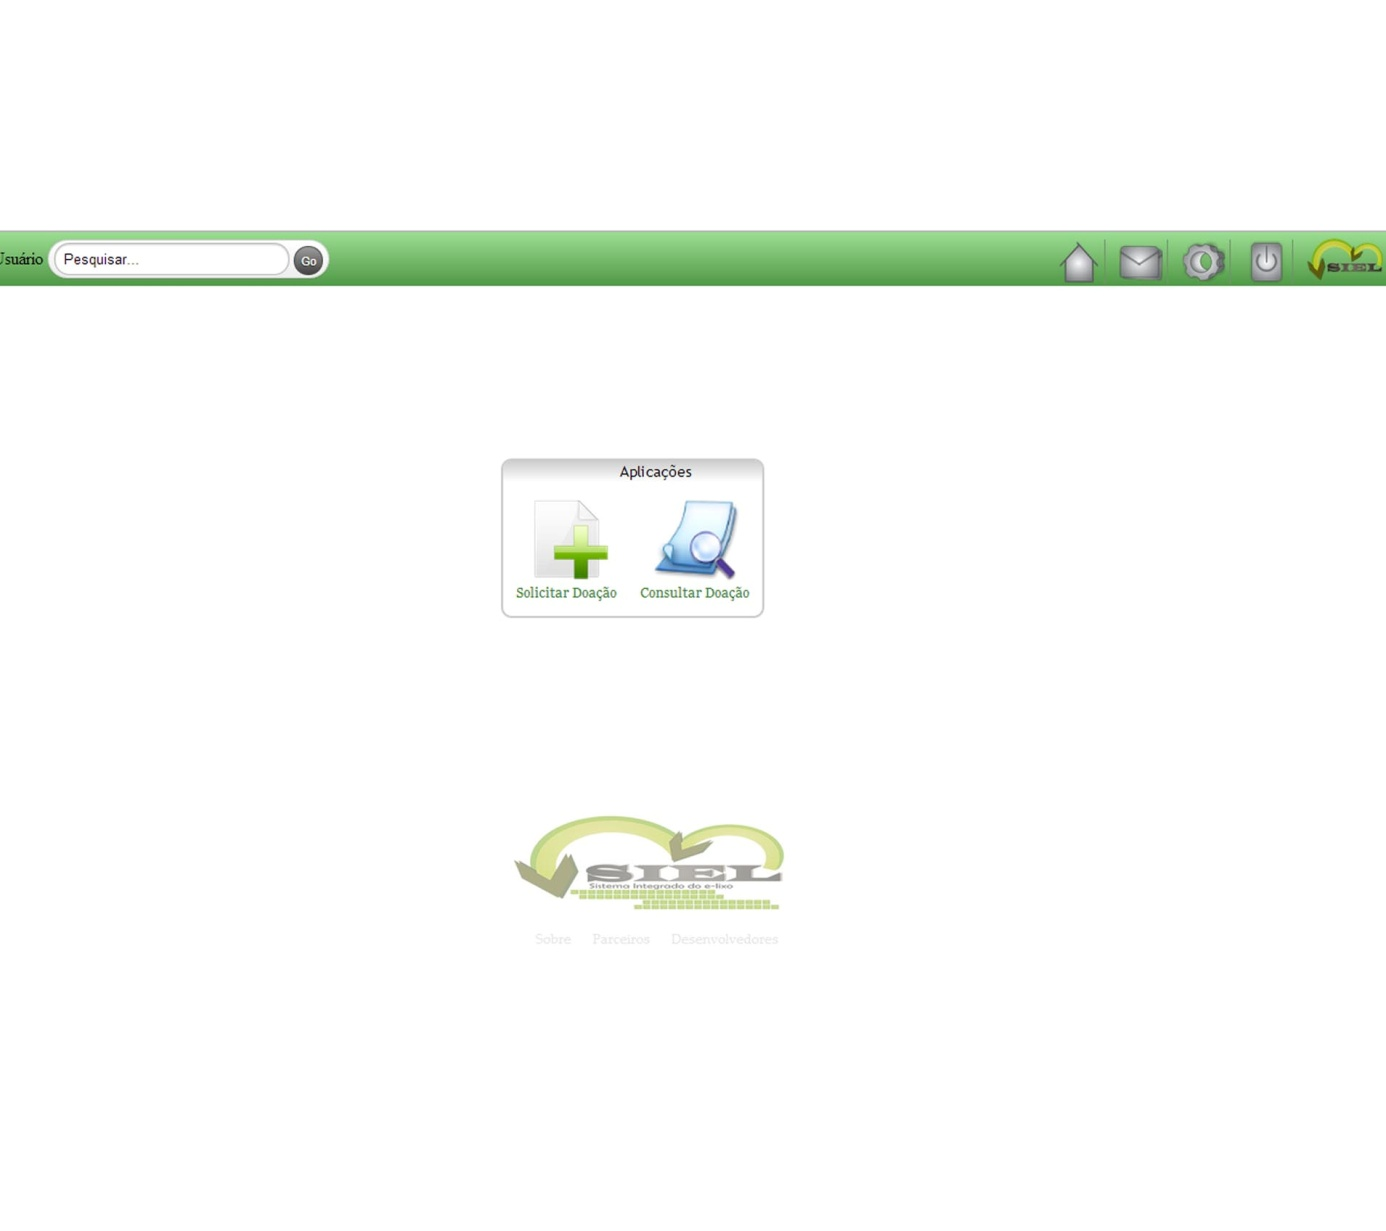 Usuário Pesquisar... Go SIEL
Aplicações
Solicitar Doação Consultar Doação
SIEL
Sistema Integrado do e-lixo
Sobre Parceiros Desenvolvedores